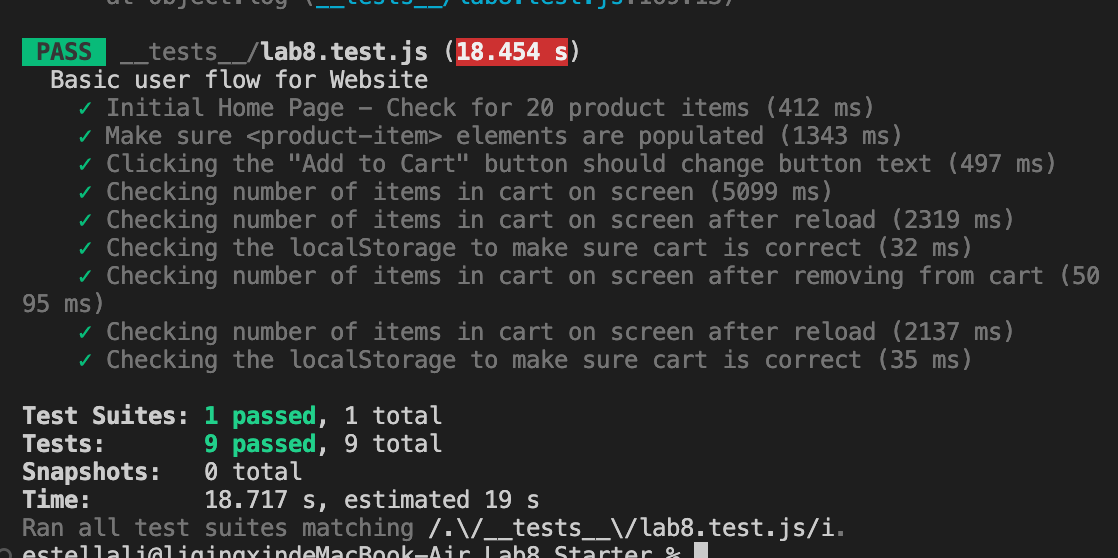 at Object.log (__tests__/lab8.test.js:169:13)
PASS __tests__/lab8.test.js (18.454 s)
Basic user flow for Website
✓ Initial Home Page – Check for 20 product items (412 ms)
✓ Make sure <product-item> elements are populated (1343 ms)
✓ Clicking the "Add to Cart" button should change button text (497 ms)
✓ Checking number of items in cart on screen (5099 ms)
✓ Checking number of items in cart on screen after reload (2319 ms)
✓ Checking the localStorage to make sure cart is correct (32 ms)
✓ Checking number of items in cart on screen after removing from cart (50
95 ms)
✓ Checking number of items in cart on screen after reload (2137 ms)
✓ Checking the localStorage to make sure cart is correct (35 ms)
Test Suites: 1 passed, 1 total
Tests: 9 passed, 9 total
Snapshots: 0 total
Time: 18.717 s, estimated 19 s
Ran all test suites matching /.\/__tests__\/lab8.test.js/i.
estellali@liqingxindeMacBook-Air Lab8_Starter %